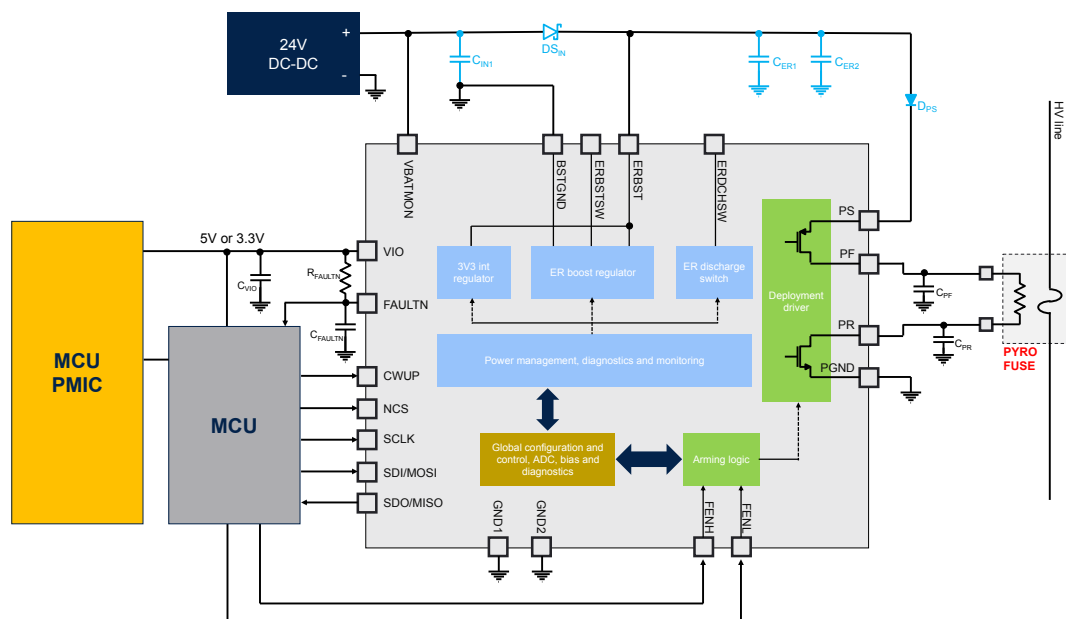 24V
DC-DC
+
-
C_IN1
DS_IN
C_ER1
C_ER2
D_PS
HV line
VBATMON
BSTGND
ERBSTSW
ERBST
ERDCHSW
5V or 3.3V
VIO
C_VIO
R_FAULTN
FAULTN
C_FAULTN
MCU
PMIC
MCU
CWUP
NCS
SCLK
SDI/MOSI
SDO/MISO
3V3 int
regulator
ER boost regulator
ER discharge
switch
Power management, diagnostics and monitoring
Global configuration and
control, ADC, bias and
diagnostics
Arming logic
Deployment
driver
PS
PF
PR
PGND
C_PF
C_PR
PYRO
FUSE
GND1
GND2
FENH
FENL